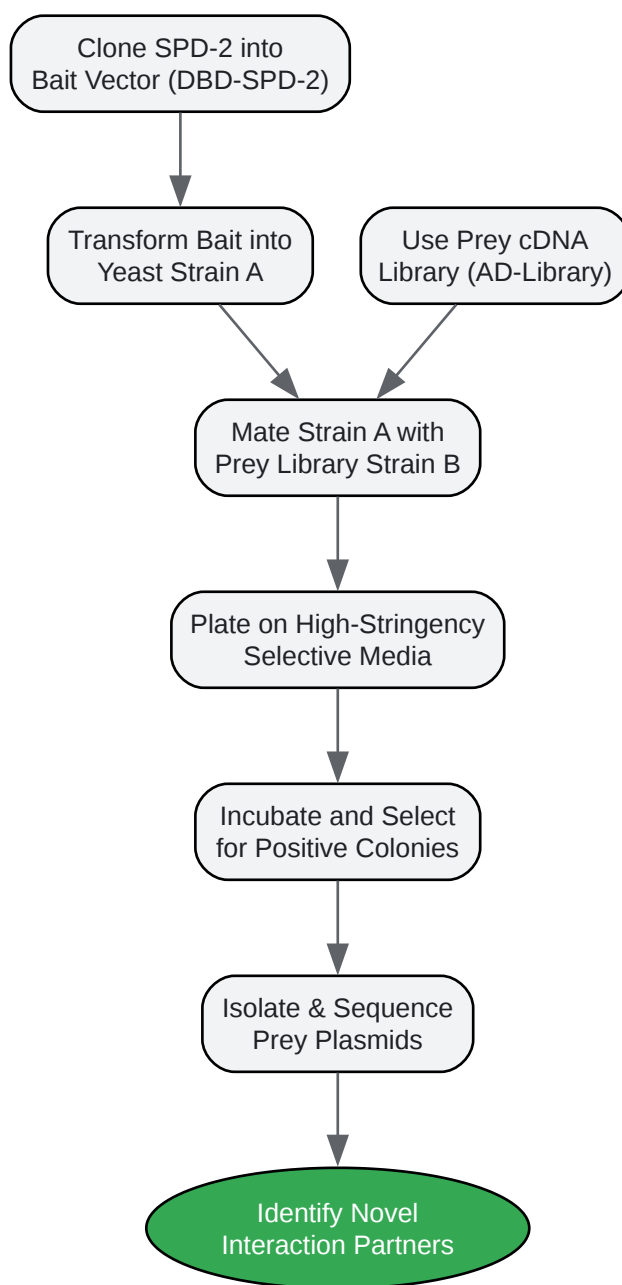 Clone SPD-2 into
Bait Vector (DBD-SPD-2)
Transform Bait into
Yeast Strain A
Use Prey cDNA
Library (AD-Library)
Mate Strain A with
Prey Library Strain B
Plate on High-Stringency
Selective Media
Incubate and Select
for Positive Colonies
Isolate & Sequence
Prey Plasmids
Identify Novel
Interaction Partners